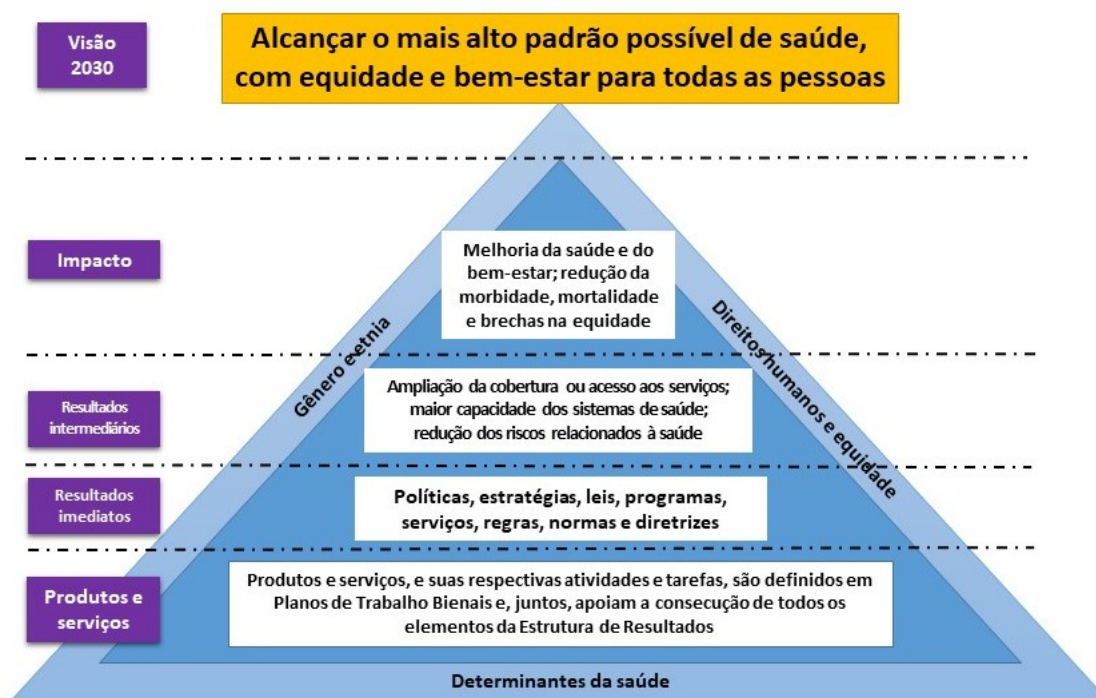 Visão
2030
Alcançar o mais alto padrão possível de saúde,
com equidade e bem-estar para todas as pessoas
Impacto
Melhoria da saúde e do
bem-estar; redução da
morbidade, mortalidade
e brechas na equidade
Gênero e etnia
Direitos humanos e equidade
Resultados
intermediários
Ampliação da cobertura ou acesso aos serviços;
maior capacidade dos sistemas de saúde;
redução dos riscos relacionados à saúde
Resultados
imediatos
Políticas, estratégias, leis, programas,
serviços, regras, normas e diretrizes
Produtos e
serviços
Produtos e serviços, e suas respectivas atividades e tarefas, são definidos em
Planos de Trabalho Bienais e, juntos, apoiam a consecução de todos os
elementos da Estrutura de Resultados
Determinantes da saúde